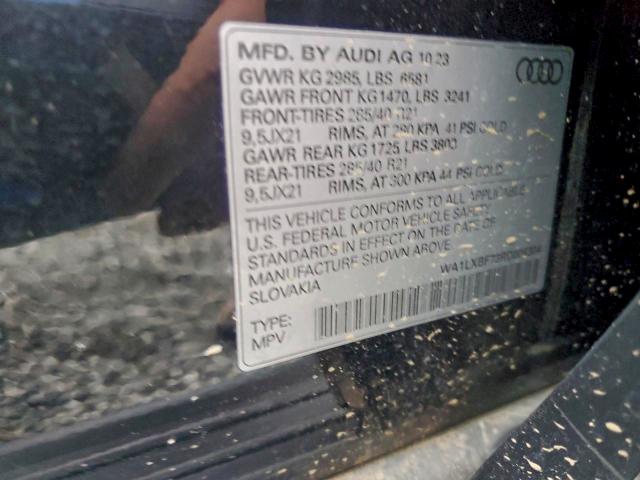 MFD. BY AUDI AG 10 23
GVWR KG 2985, LBS 6581
GAWR FRONT KG1470, LBS 3241
FRONT-TIRES 285/40 R21
9,5JX21 RIMS, AT 280 KPA 41 PSI COLD
GAWR REAR KG 1725 LBS 3803
REAR-TIRES 285/40 R21
9,5JX21 RIMS, AT 300 KPA 44 PSI COLD
THIS VEHICLE CONFORMS TO ALL APPLICABLE
U.S. FEDERAL MOTOR VEHICLE SAFETY
STANDARDS IN EFFECT ON THE DATE OF
MANUFACTURE SHOWN ABOVE.
SLOVAKIA
TYPE:
MPV